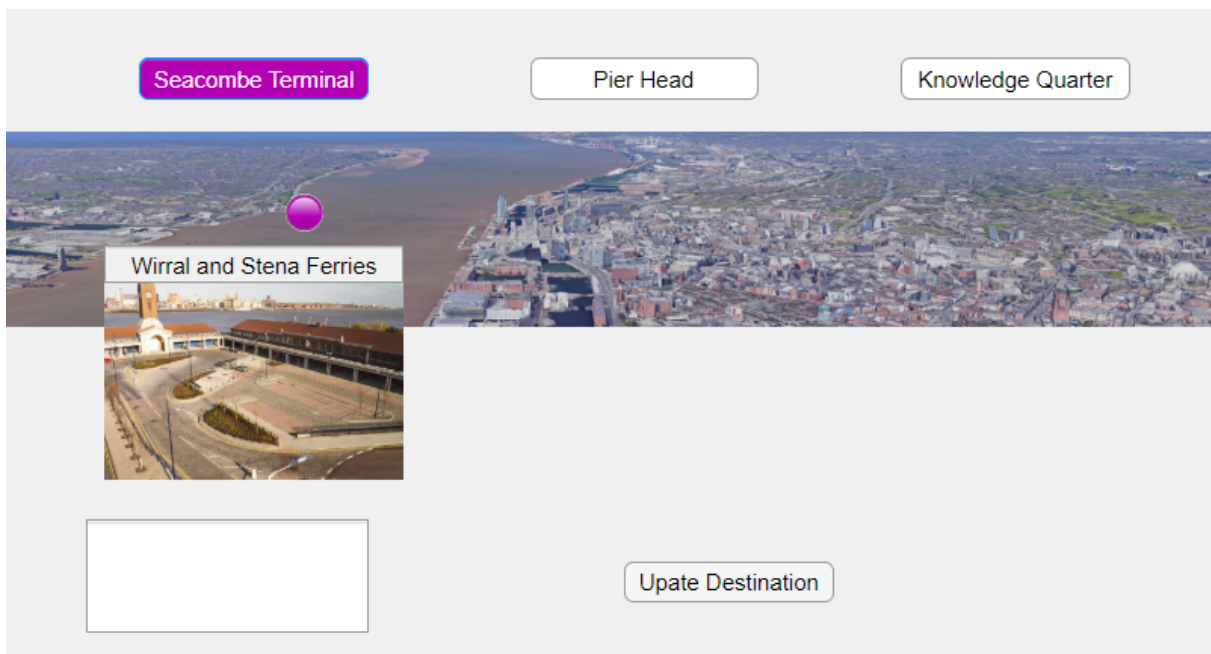 Seacombe Terminal
Pier Head
Knowledge Quarter
Wirral and Stena Ferries
Upate Destination